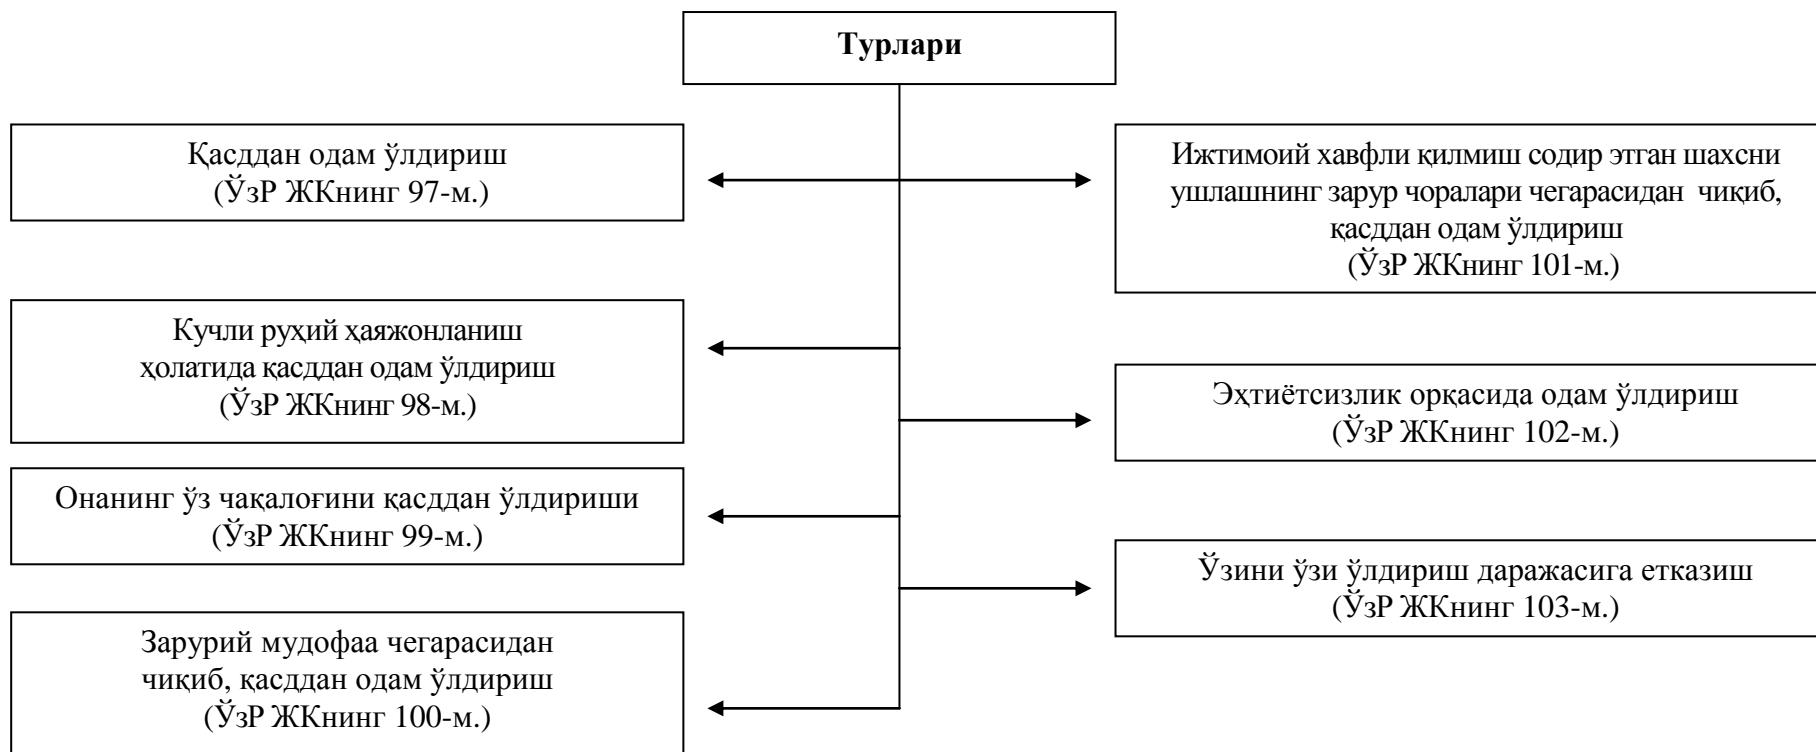 Турлари
Қасддан одам ўлдириш
(ЎзР ЖКнинг 97-м.)
Кучли руҳий ҳаяжонланиш
ҳолатида қасддан одам ўлдириш
(ЎзР ЖКнинг 98-м.)
Онанинг ўз чақалоғини қасддан ўлдириши
(ЎзР ЖКнинг 99-м.)
Зарурий мудофаа чегарасидан
чиқиб, қасддан одам ўлдириш
(ЎзР ЖКнинг 100-м.)
Ижтимоий хавфли қилмиш содир этган шахсни
ушлашнинг зарур чоралари чегарасидан чиқиб,
қасддан одам ўлдириш
(ЎзР ЖКнинг 101-м.)
Эҳтиётсизлик орқасида одам ўлдириш
(ЎзР ЖКнинг 102-м.)
Ўзини ўзи ўлдириш даражасига етказиш
(ЎзР ЖКнинг 103-м.)